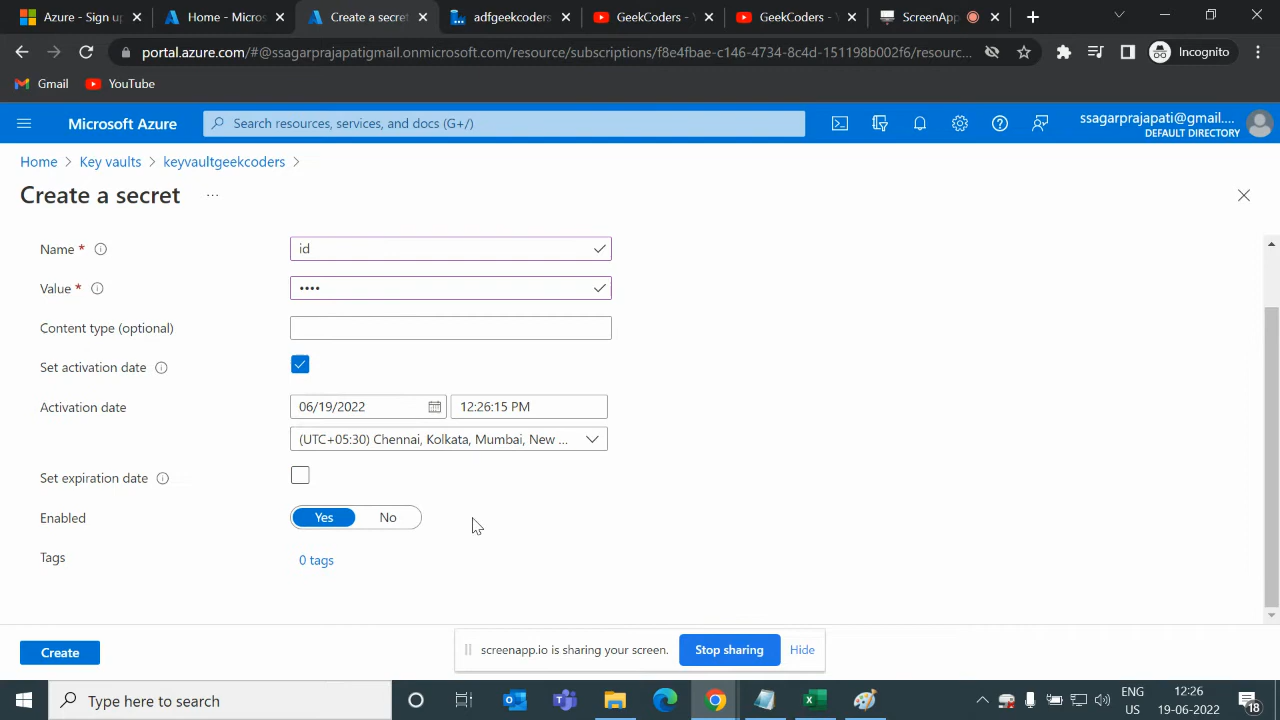 Azure - Sign up
Home - Micros
Create a secret
adfgeekcoders
GeekCoders - Y
GeekCoders - Y
ScreenApp
portal.azure.com/#@ssagarprajapatigmail.onmicrosoft.com/resource/subscriptions/f8e4fbae-c146-4734-8c4d-151198b002f6/resourc...
Incognito
Gmail
YouTube
Microsoft Azure
Search resources, services, and docs (G+/)
ssagarprajapati@gmail....
DEFAULT DIRECTORY
Home > Key vaults > keyvaultgeekcoders >
Create a secret ...
Name *
id
Value *
••••
Content type (optional)
Set activation date
Activation date
06/19/2022
12:26:15 PM
(UTC+05:30) Chennai, Kolkata, Mumbai, New ...
Set expiration date
Enabled
Yes
No
Tags
0 tags
Create
screenapp.io is sharing your screen.
Stop sharing
Hide
Type here to search
ENG
US
12:26
19-06-2022
18